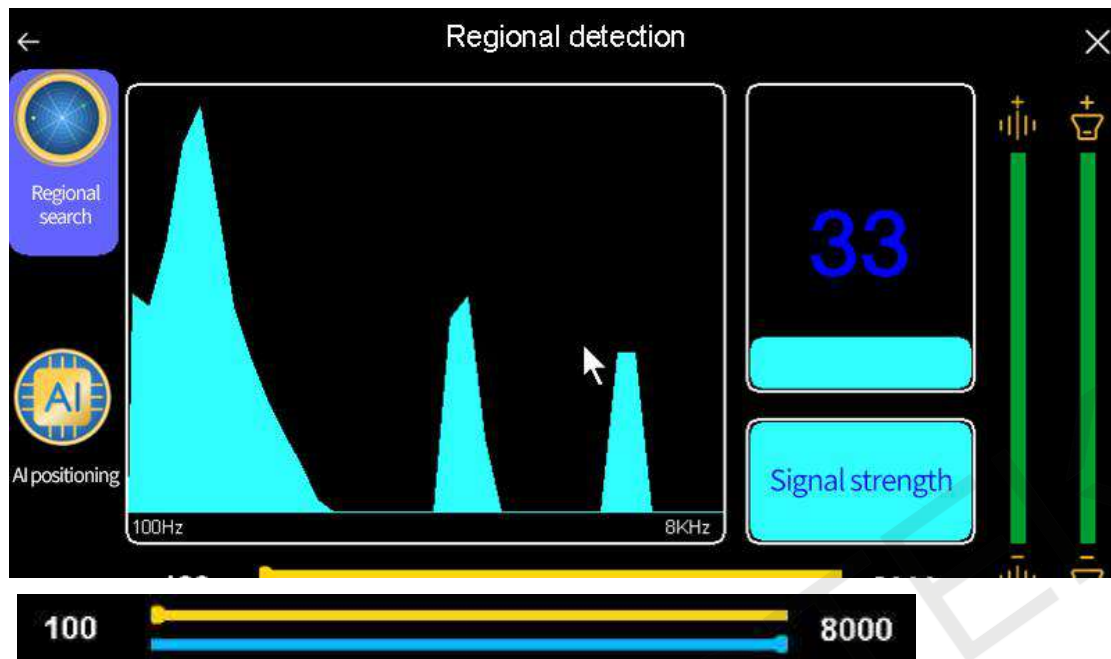 Regional detection
Regional
search
33
AI
AI positioning
Signal strength
100Hz
8KHz
100
8000